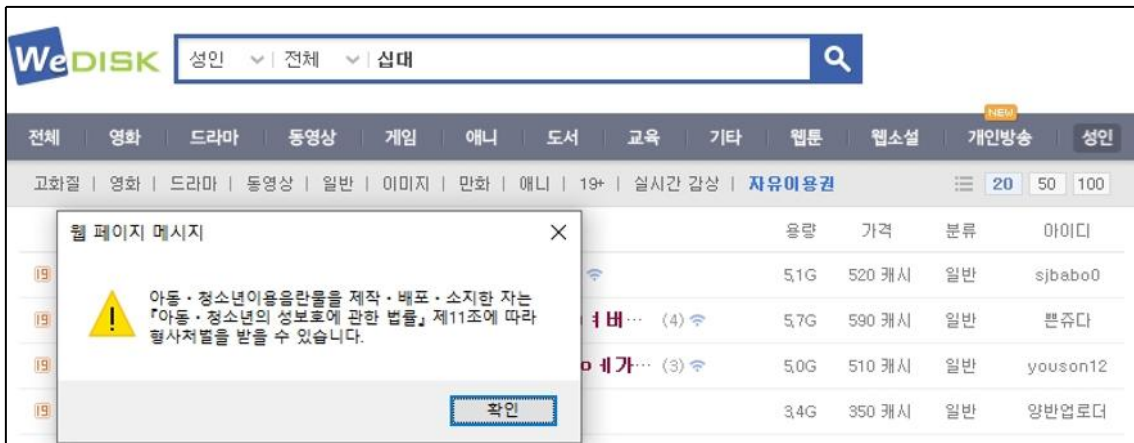 WeDISK 성인 전체 십대
NEW
전체 영화 드라마 동영상 게임 애니 도서 교육 기타 웹툰 웹소설 개인방송 성인
고화질 | 영화 | 드라마 | 동영상 | 일반 | 이미지 | 만화 | 애니 | 19+ | 실시간 감상 | 자유이용권 20 50 100
용량 가격 분류 아이디
웹 페이지 메시지
19 5,1G 520 캐시 일반 sjbabo0
아동·청소년이용음란물을 제작·배포·소지한 자는
『아동·청소년의 성보호에 관한 법률』 제11조에 따라
형사처벌을 받을 수 있습니다.
19 (4) 5,7G 590 캐시 일반 쁜쥬다
19 (3) 5,0G 510 캐시 일반 youson12
확인
19 3,4G 350 캐시 일반 양반업로더